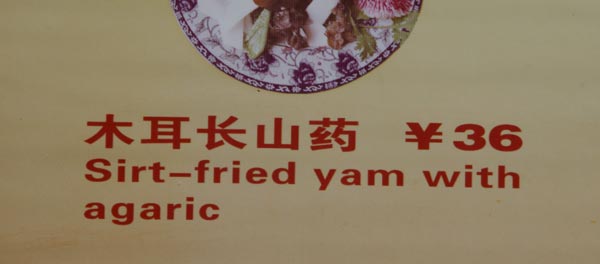 木耳长山药 ¥36
Sirt-fried yam with
agaric